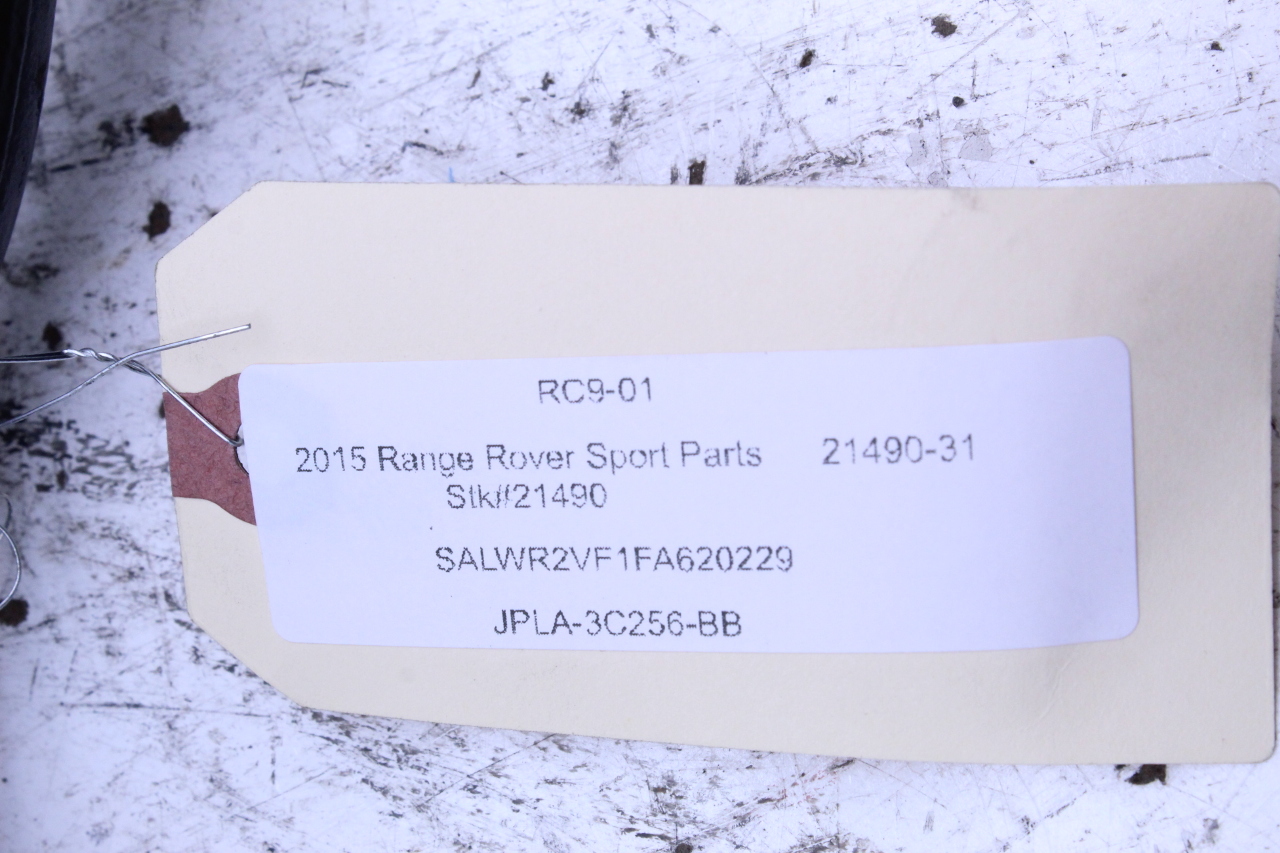 RC9-01
2015 Range Rover Sport Parts 21490-31
Stk#21490
SALWR2VF1FA620229
JPLA-3C256-BB